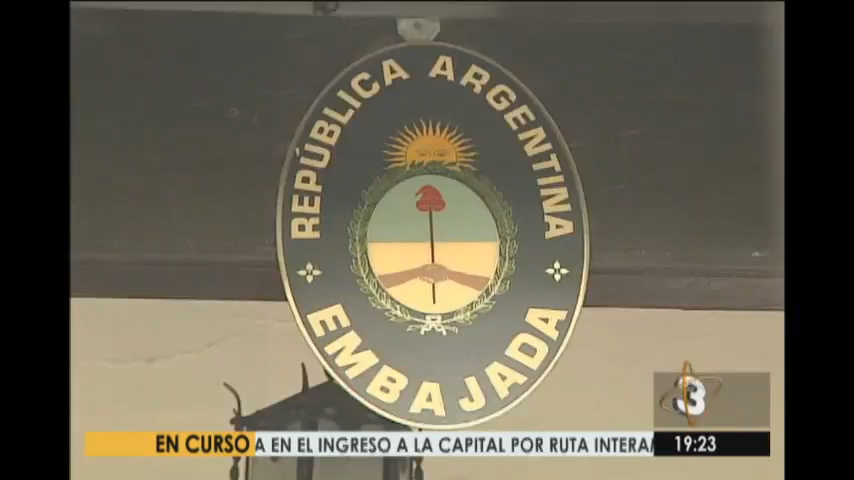 REPÚBLICA ARGENTINA
EMBAJADA
3
EN CURSO A EN EL INGRESO A LA CAPITAL POR RUTA INTERA 19:23